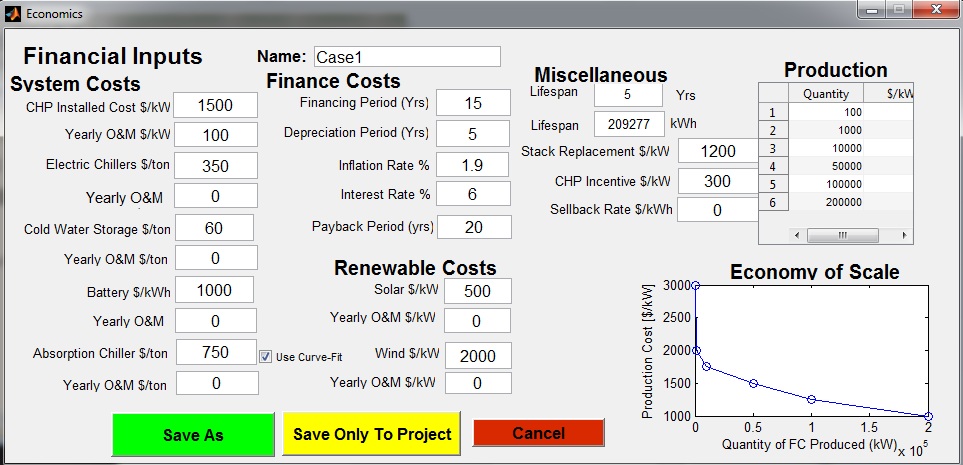 Economics
Financial Inputs
Name: Case1
System Costs
CHP Installed Cost $/kW 1500
Yearly O&M $/kW 100
Electric Chillers $/ton 350
Yearly O&M 0
Cold Water Storage $/ton 60
Yearly O&M $/ton 0
Battery $/kWh 1000
Yearly O&M 0
Absorption Chiller $/ton 750
Use Curve-Fit
Yearly O&M $/ton 0
Finance Costs
Financing Period (Yrs) 15
Depreciation Period (Yrs) 5
Inflation Rate % 1.9
Interest Rate % 6
Payback Period (yrs) 20
Renewable Costs
Solar $/kW 500
Yearly O&M $/kW 0
Wind $/kW 2000
Yearly O&M $/kW 0
Miscellaneous
Lifespan 5 Yrs
Lifespan 209277 kWh
Stack Replacement $/kW 1200
CHP Incentive $/kW 300
Sellback Rate $/kWh 0
Production
Quantity $/kW
1 100
2 1000
3 10000
4 50000
5 100000
6 200000
Economy of Scale
Production Cost [$/kW]
3000
2500
2000
1500
1000
0 0.5 1 1.5 2
Quantity of FC Produced (kW) x 10^5
Save As
Save Only To Project
Cancel